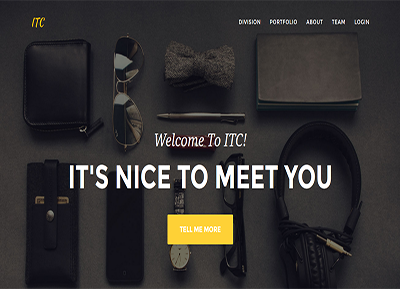 ITC
DIVISION PORTFOLIO ABOUT TEAM LOGIN
Welcome To ITC!
IT'S NICE TO MEET YOU
TELL ME MORE